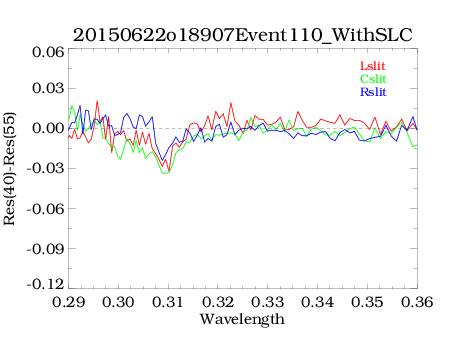 20150622o18907Event110_WithSLC
0.06
0.03
0.00
-0.03
-0.06
-0.09
-0.12
Res(40)-Res(55)
Lslit
Cslit
Rslit
0.29 0.30 0.31 0.32 0.33 0.34 0.35 0.36
Wavelength